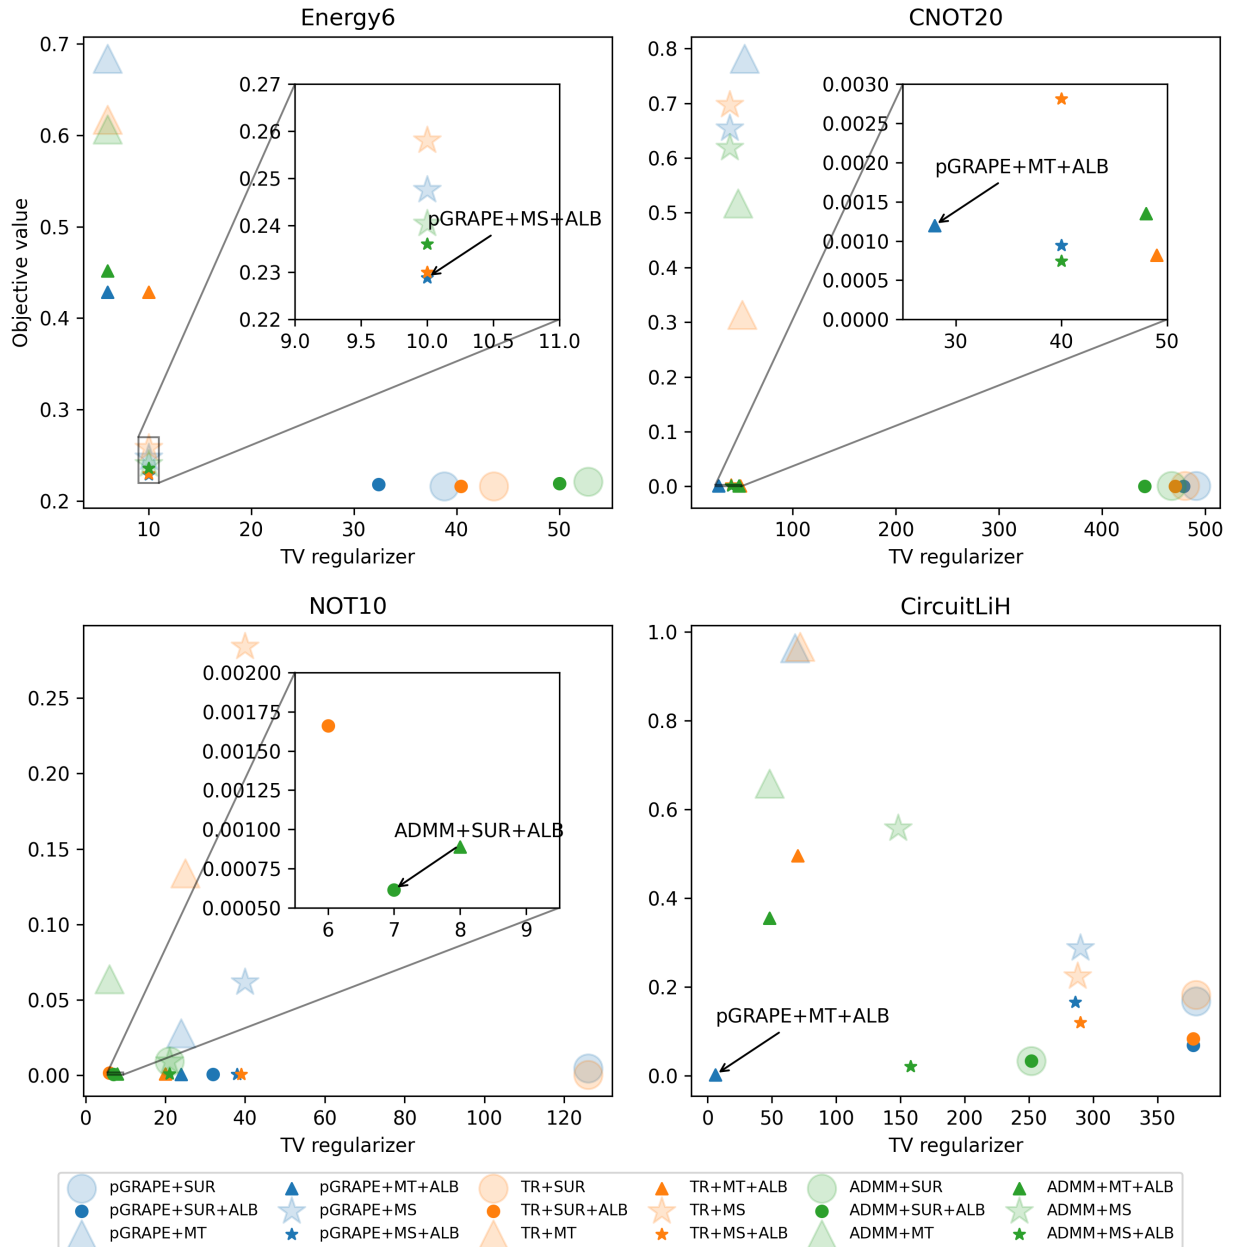 Energy6
0.7
0.6
0.5
0.4
0.3
0.2
Objective value
0.27
0.26
0.25
0.24
0.23
0.22
pGRAPE+MS+ALB
9.0 9.5 10.0 10.5 11.0
10 20 30 40 50
TV regularizer
CNOT20
0.8
0.7
0.6
0.5
0.4
0.3
0.2
0.1
0.0
0.0030
0.0025
0.0020
0.0015
0.0010
0.0005
0.0000
pGRAPE+MT+ALB
30 40 50
100 200 300 400 500
TV regularizer
NOT10
0.25
0.20
0.15
0.10
0.05
0.00
0.00200
0.00175
0.00150
0.00125
0.00100
0.00075
0.00050
ADMM+SUR+ALB
6 7 8 9
0 20 40 60 80 100 120
TV regularizer
CircuitLiH
1.0
0.8
0.6
0.4
0.2
0.0
pGRAPE+MT+ALB
0 50 100 150 200 250 300 350
TV regularizer
pGRAPE+SUR pGRAPE+MT+ALB TR+SUR TR+MT+ALB ADMM+SUR ADMM+MT+ALB
pGRAPE+SUR+ALB pGRAPE+MS TR+SUR+ALB TR+MS ADMM+SUR+ALB ADMM+MS
pGRAPE+MT pGRAPE+MS+ALB TR+MT TR+MS+ALB ADMM+MT ADMM+MS+ALB